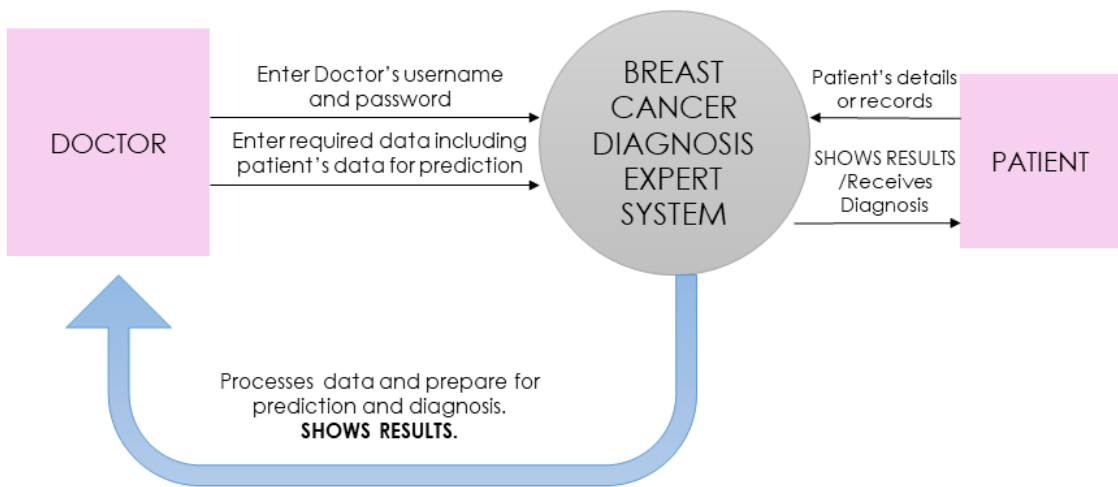 DOCTOR
Enter Doctor's username
and password
Enter required data including
patient's data for prediction
BREAST
CANCER
DIAGNOSIS
EXPERT
SYSTEM
Patient's details
or records
SHOWS RESULTS
/Receives
Diagnosis
PATIENT
Processes data and prepare for
prediction and diagnosis.
SHOWS RESULTS.